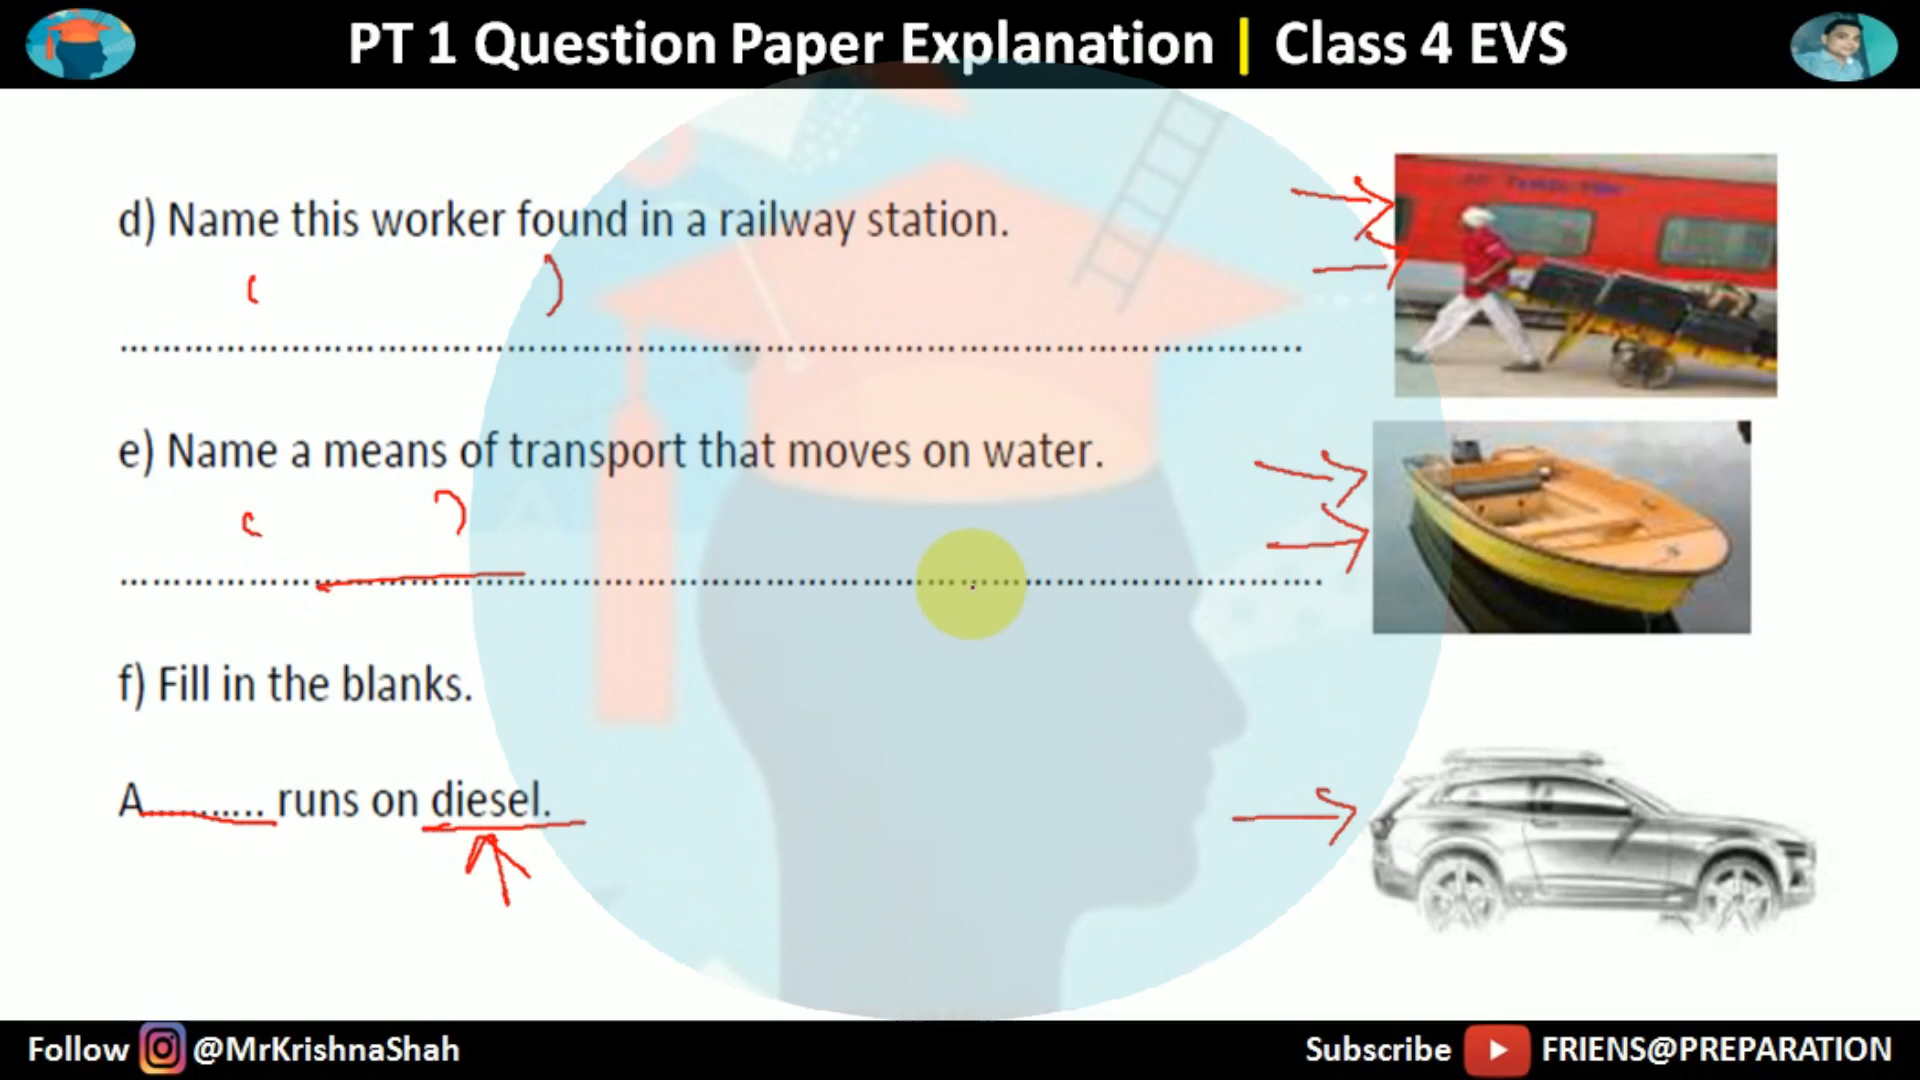 PT 1 Question Paper Explanation | Class 4 EVS
d) Name this worker found in a railway station.
……………………………………………………………………………..
e) Name a means of transport that moves on water.
……………………………………………………………………………….
f) Fill in the blanks.
A.......... runs on diesel.
Follow @MrKrishnaShah
Subscribe FRIENS@PREPARATION